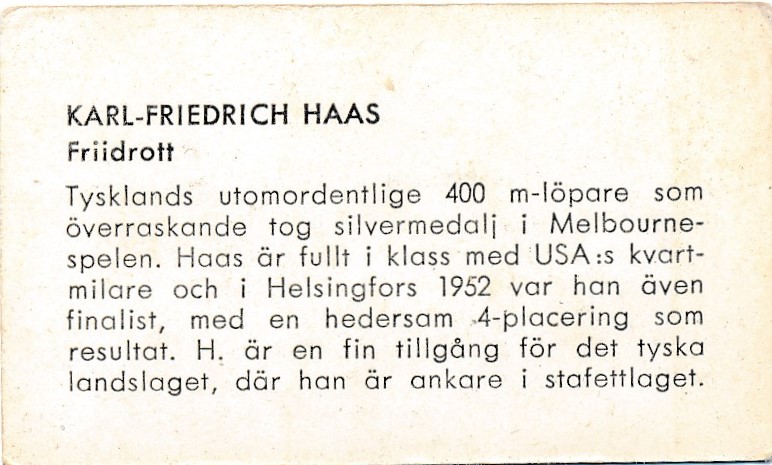 KARL-FRIEDRICH HAAS
Friidrott
Tysklands utomordentlige 400 m-löpare som
överraskande tog silvermedalj i Melbourne-
spelen. Haas är fullt i klass med USA:s kvart-
milare och i Helsingfors 1952 var han även
finalist, med en hedersam 4-placering som
resultat. H. är en fin tillgång för det tyska
landslaget, där han är ankare i stafettlaget.